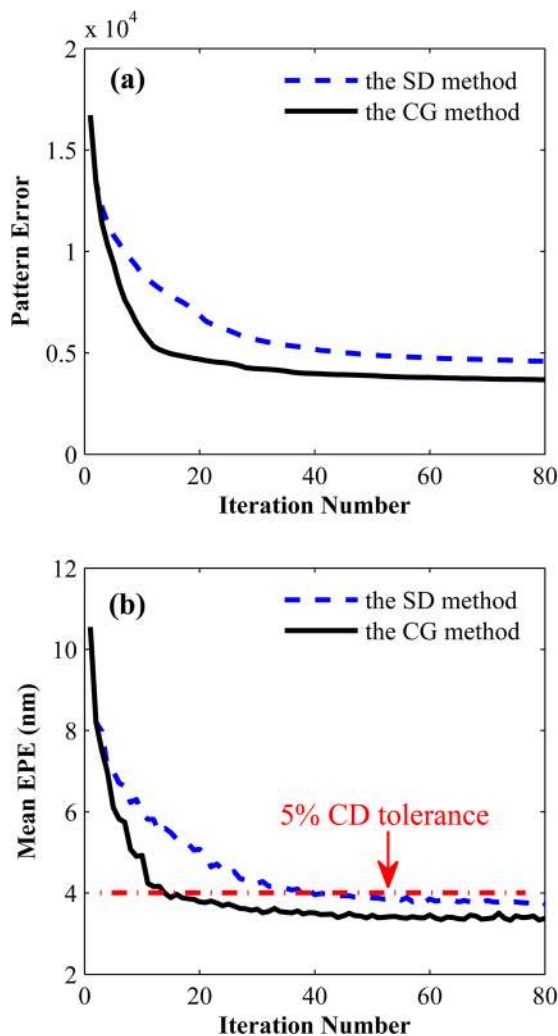 x 10⁴
2
(a)
the SD method
the CG method
1.5
1
0.5
0
Pattern Error
0
20
40
60
80
Iteration Number
12
(b)
the SD method
the CG method
10
8
6
5% CD tolerance
4
2
Mean EPE (nm)
0
20
40
60
80
Iteration Number